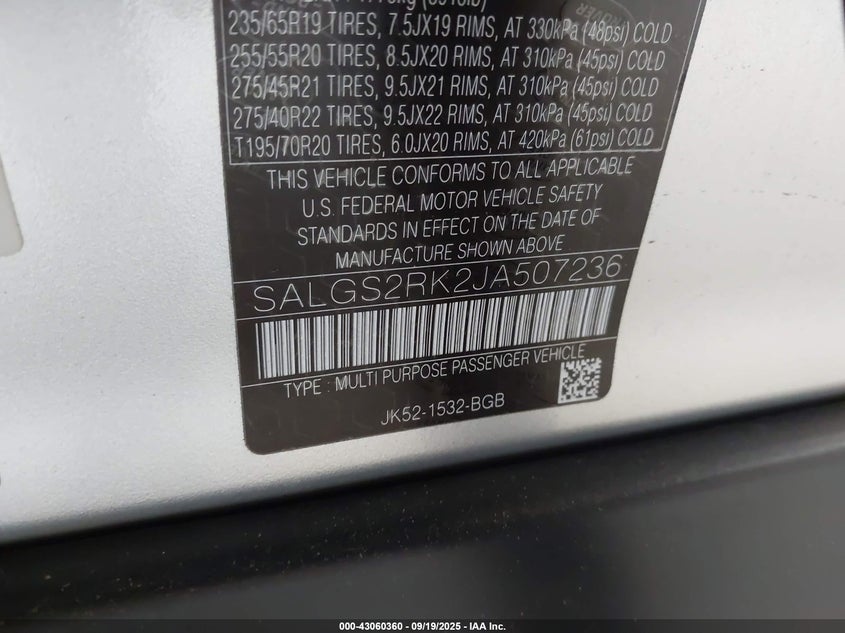 235/65R19 TIRES, 7.5JX19 RIMS, AT 330kPa (48psi) COLD
255/55R20 TIRES, 8.5JX20 RIMS, AT 310kPa (45psi) COLD
275/45R21 TIRES, 9.5JX21 RIMS, AT 310kPa (45psi) COLD
275/40R22 TIRES, 9.5JX22 RIMS, AT 310kPa (45psi) COLD
T195/70R20 TIRES, 6.0JX20 RIMS, AT 420kPa (61psi) COLD
THIS VEHICLE CONFORMS TO ALL APPLICABLE
U.S. FEDERAL MOTOR VEHICLE SAFETY
STANDARDS IN EFFECT ON THE DATE OF
MANUFACTURE SHOWN ABOVE
SALGS2RK2JA507236
TYPE : MULTI PURPOSE PASSENGER VEHICLE
JK52-1532-BGB
000-43060360 - 09/19/2025 - IAA Inc.